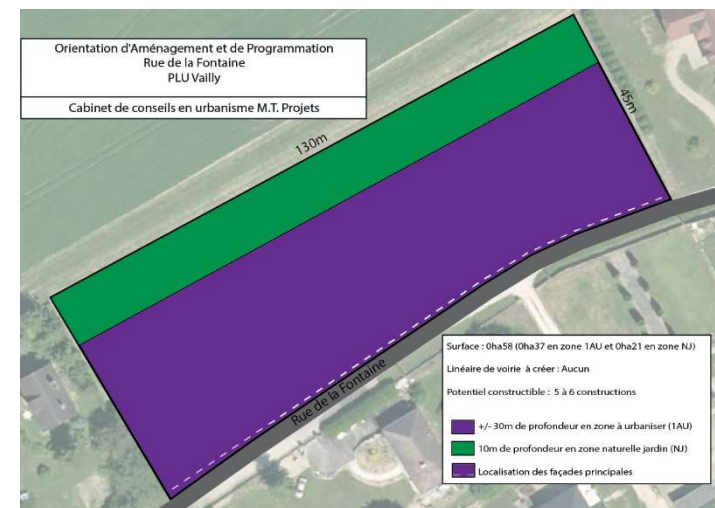 Orientation d'Aménagement et de Programmation
Rue de la Fontaine
PLU Vailly
Cabinet de conseils en urbanisme M.T. Projets
130m
45m
Rue de la Fontaine
Surface : 0ha58 (0ha37 en zone 1AU et 0ha21 en zone NJ)
Linéaire de voirie à créer : Aucun
Potentiel constructible : 5 à 6 constructions
+/- 30m de profondeur en zone à urbaniser (1AU)
10m de profondeur en zone naturelle jardin (NJ)
Localisation des façades principales